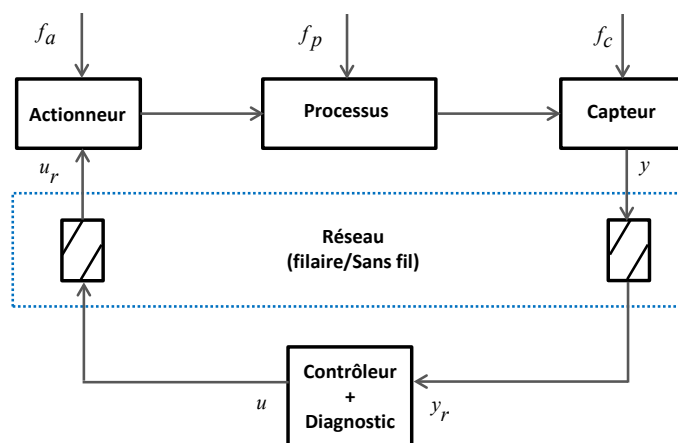 f_a
f_p
f_c
Actionneur
Processus
Capteur
u_r
y
Réseau
(filaire/Sans fil)
Contrôleur
+
Diagnostic
u
y_r